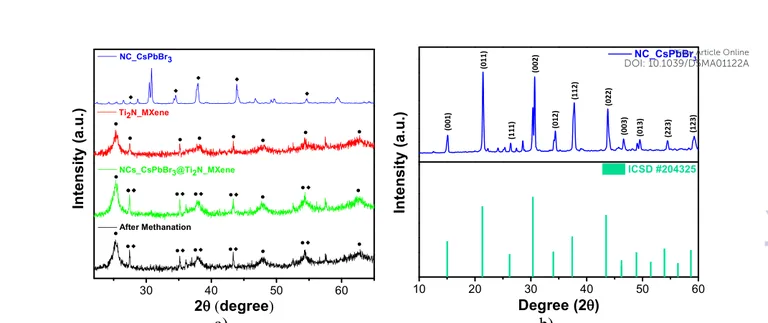 NC_CsPbBr3
Ti2N_MXene
NCs_CsPbBr3@Ti2N_MXene
After Methanation
Intensity (a.u.)
30 40 50 60
2θ (degree)
a)
NC_CsPbBr
Article Online
DOI: 10.1039/D5MA01122A
(001)
(011)
(111)
(002)
(012)
(112)
(022)
(003)
(013)
(223)
(123)
ICSD #204325
Intensity (a.u.)
10 20 30 40 50 60
Degree (2θ)
b)